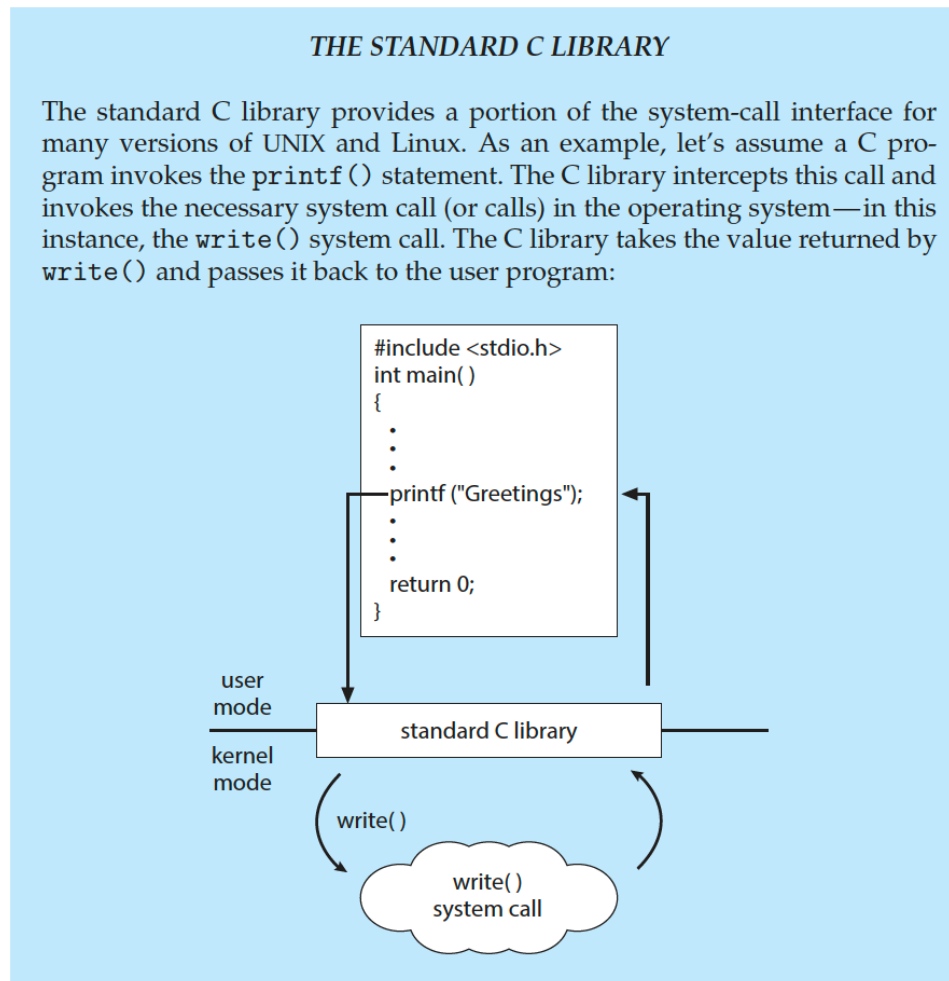 THE STANDARD C LIBRARY
The standard C library provides a portion of the system-call interface for
many versions of UNIX and Linux. As an example, let’s assume a C pro-
gram invokes the printf() statement. The C library intercepts this call and
invokes the necessary system call (or calls) in the operating system—in this
instance, the write() system call. The C library takes the value returned by
write() and passes it back to the user program:
#include <stdio.h>
int main( )
{
.
.
.
printf ("Greetings");
.
.
.
return 0;
}
user
mode
standard C library
kernel
mode
write( )
write( )
system call